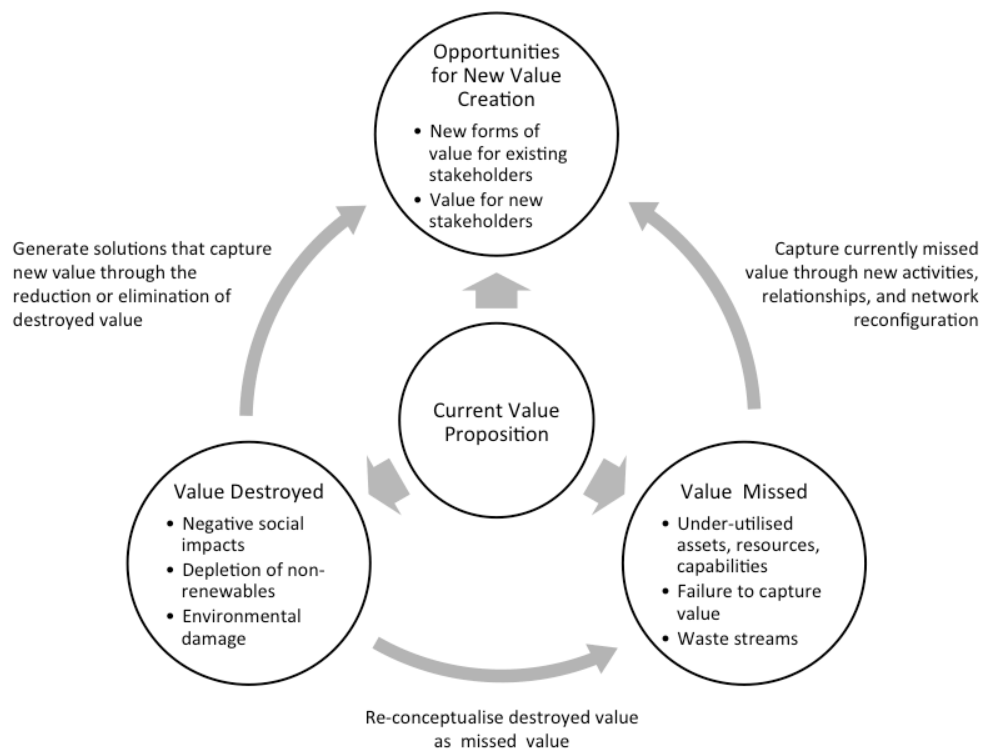 Opportunities
for New Value
Creation
• New forms of
value for existing
stakeholders
• Value for new
stakeholders
Generate solutions that capture
new value through the
reduction or elimination of
destroyed value
Capture currently missed
value through new activities,
relationships, and network
reconfiguration
Current Value
Proposition
Value Destroyed
• Negative social
impacts
• Depletion of non-
renewables
• Environmental
damage
Value Missed
• Under-utilised
assets, resources,
capabilities
• Failure to capture
value
• Waste streams
Re-conceptualise destroyed value
as missed value